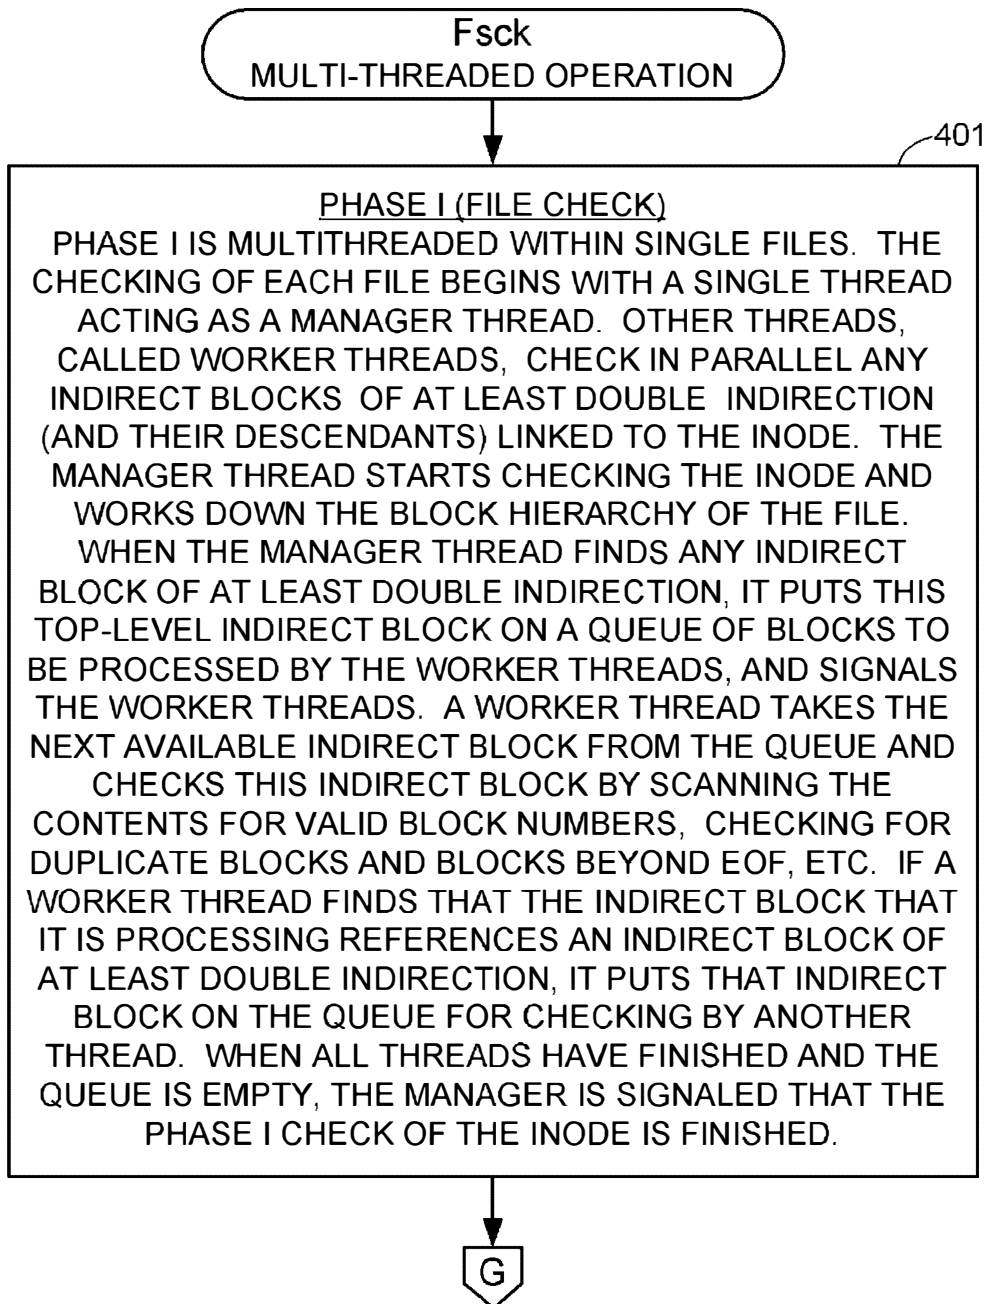 Fsck
MULTI-THREADED OPERATION
401
PHASE I (FILE CHECK)
PHASE I IS MULTITHREADED WITHIN SINGLE FILES. THE
CHECKING OF EACH FILE BEGINS WITH A SINGLE THREAD
ACTING AS A MANAGER THREAD. OTHER THREADS,
CALLED WORKER THREADS, CHECK IN PARALLEL ANY
INDIRECT BLOCKS OF AT LEAST DOUBLE INDIRECTION
(AND THEIR DESCENDANTS) LINKED TO THE INODE. THE
MANAGER THREAD STARTS CHECKING THE INODE AND
WORKS DOWN THE BLOCK HIERARCHY OF THE FILE.
WHEN THE MANAGER THREAD FINDS ANY INDIRECT
BLOCK OF AT LEAST DOUBLE INDIRECTION, IT PUTS THIS
TOP-LEVEL INDIRECT BLOCK ON A QUEUE OF BLOCKS TO
BE PROCESSED BY THE WORKER THREADS, AND SIGNALS
THE WORKER THREADS. A WORKER THREAD TAKES THE
NEXT AVAILABLE INDIRECT BLOCK FROM THE QUEUE AND
CHECKS THIS INDIRECT BLOCK BY SCANNING THE
CONTENTS FOR VALID BLOCK NUMBERS, CHECKING FOR
DUPLICATE BLOCKS AND BLOCKS BEYOND EOF, ETC. IF A
WORKER THREAD FINDS THAT THE INDIRECT BLOCK THAT
IT IS PROCESSING REFERENCES AN INDIRECT BLOCK OF
AT LEAST DOUBLE INDIRECTION, IT PUTS THAT INDIRECT
BLOCK ON THE QUEUE FOR CHECKING BY ANOTHER
THREAD. WHEN ALL THREADS HAVE FINISHED AND THE
QUEUE IS EMPTY, THE MANAGER IS SIGNALED THAT THE
PHASE I CHECK OF THE INODE IS FINISHED.
G